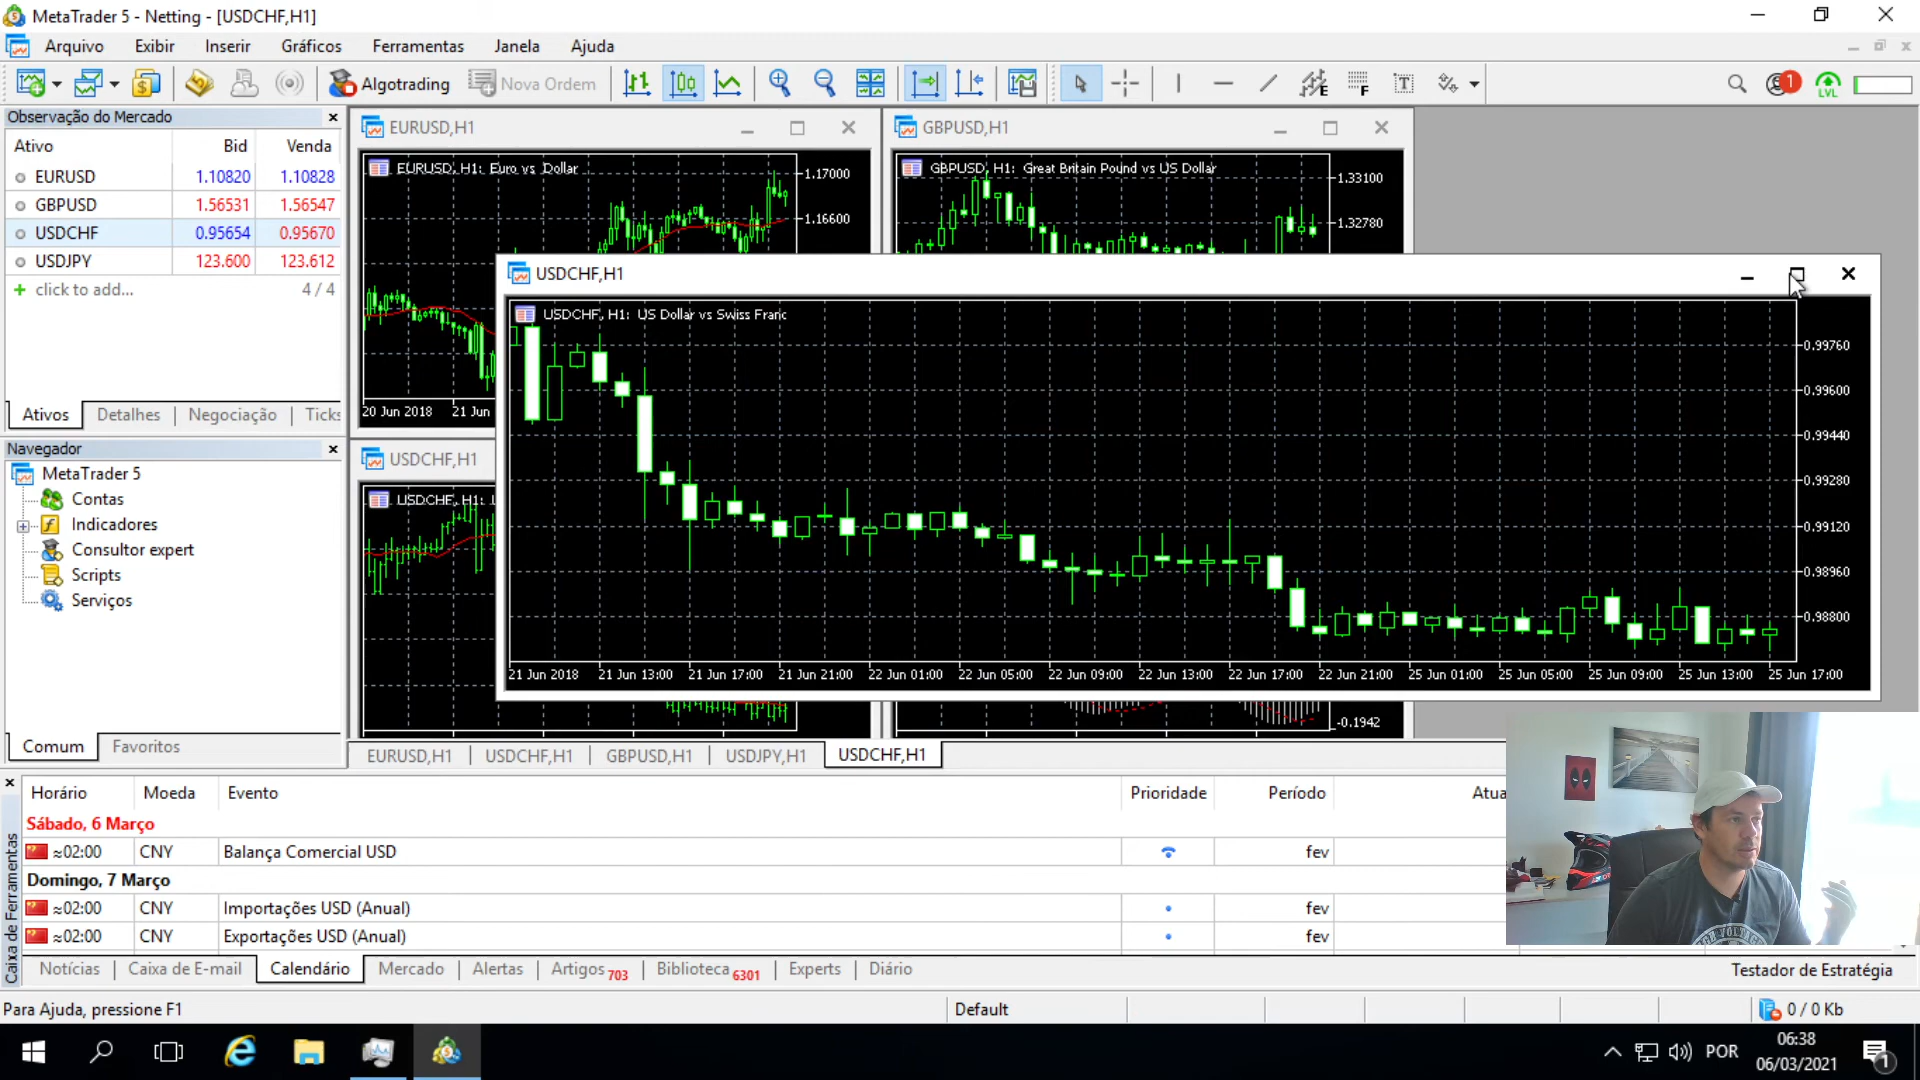 MetaTrader 5 - Netting - [USDCHF,H1]
Arquivo Exibir Inserir Gráficos Ferramentas Janela Ajuda
Algotrading Nova Ordem E F T 1 LVL
Observação do Mercado
Ativo Bid Venda
EURUSD 1.10820 1.10828
GBPUSD 1.56531 1.56547
USDCHF 0.95654 0.95670
USDJPY 123.600 123.612
+ click to add... 4 / 4
Ativos Detalhes Negociação Ticks
Navegador
MetaTrader 5
Contas
Indicadores
Consultor expert
Scripts
Serviços
Comum Favoritos
EURUSD,H1
EURUSD, H1: Euro vs Dollar
1.17000
1.16600
20 Jun 2018 21 Jun
GBPUSD,H1
GBPUSD, H1: Great Britain Pound vs US Dollar
1.33100
1.32780
USDCHF,H1
USDCHF, H1:
-0.1942
USDCHF,H1
USDCHF, H1: US Dollar vs Swiss Franc
0.99760
0.99600
0.99440
0.99280
0.99120
0.98960
0.98800
21 Jun 2018 21 Jun 13:00 21 Jun 17:00 21 Jun 21:00 22 Jun 01:00 22 Jun 05:00 22 Jun 09:00 22 Jun 13:00 22 Jun 17:00 22 Jun 21:00 25 Jun 01:00 25 Jun 05:00 25 Jun 09:00 25 Jun 13:00 25 Jun 17:00
EURUSD,H1 USDCHF,H1 GBPUSD,H1 USDJPY,H1 USDCHF,H1
Caixa de Ferramentas
Horário Moeda Evento Prioridade Período Atua
Sábado, 6 Março
≈02:00 CNY Balança Comercial USD fev
Domingo, 7 Março
≈02:00 CNY Importações USD (Anual) fev
≈02:00 CNY Exportações USD (Anual) fev
Notícias Caixa de E-mail Calendário Mercado Alertas Artigos 703 Biblioteca 6301 Experts Diário Testador de Estratégia
Para Ajuda, pressione F1 Default 0 / 0 Kb
POR 06:38
06/03/2021 1